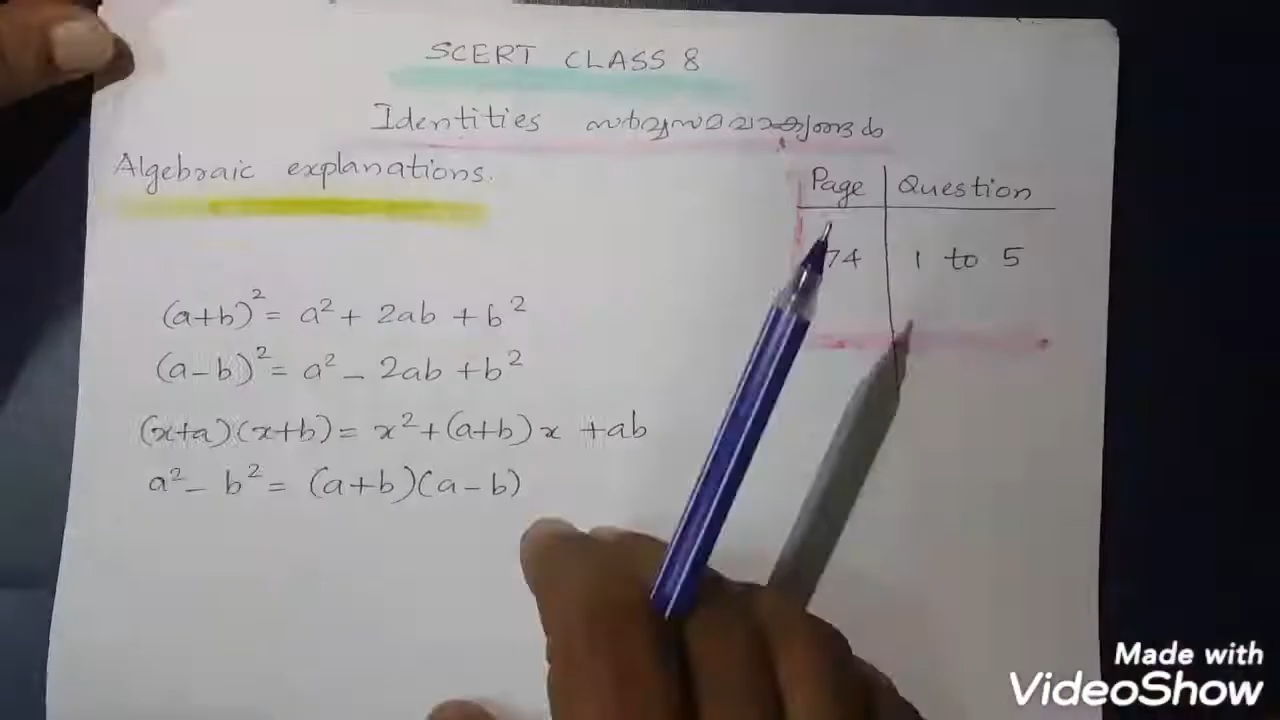 SCERT CLASS 8
Identities സർവ്വസമവാക്യങ്ങൾ
Algebraic explanations.
Page Question
74 1 to 5
(a+b)² = a² + 2ab + b²
(a-b)² = a² - 2ab + b²
(x+a)(x+b) = x² + (a+b)x + ab
a² - b² = (a+b)(a-b)
Made with
VideoShow